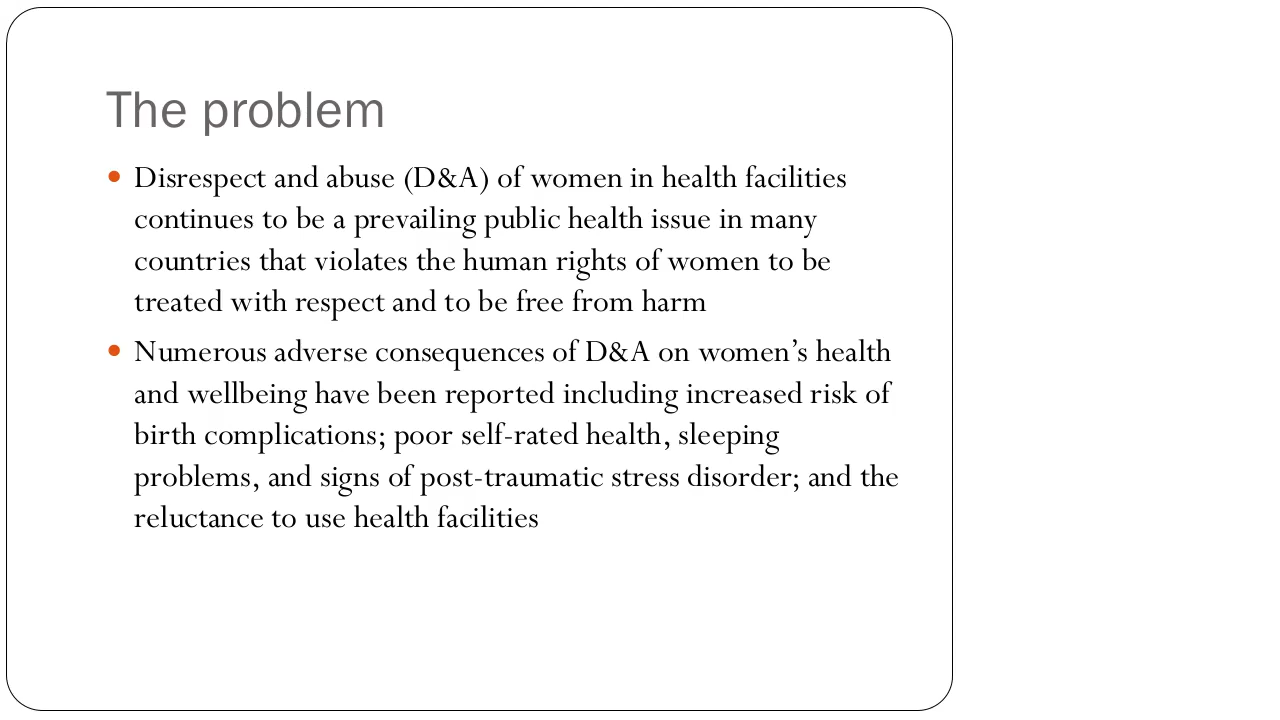 The problem
• Disrespect and abuse (D&A) of women in health facilities
continues to be a prevailing public health issue in many
countries that violates the human rights of women to be
treated with respect and to be free from harm
• Numerous adverse consequences of D&A on women’s health
and wellbeing have been reported including increased risk of
birth complications; poor self-rated health, sleeping
problems, and signs of post-traumatic stress disorder; and the
reluctance to use health facilities